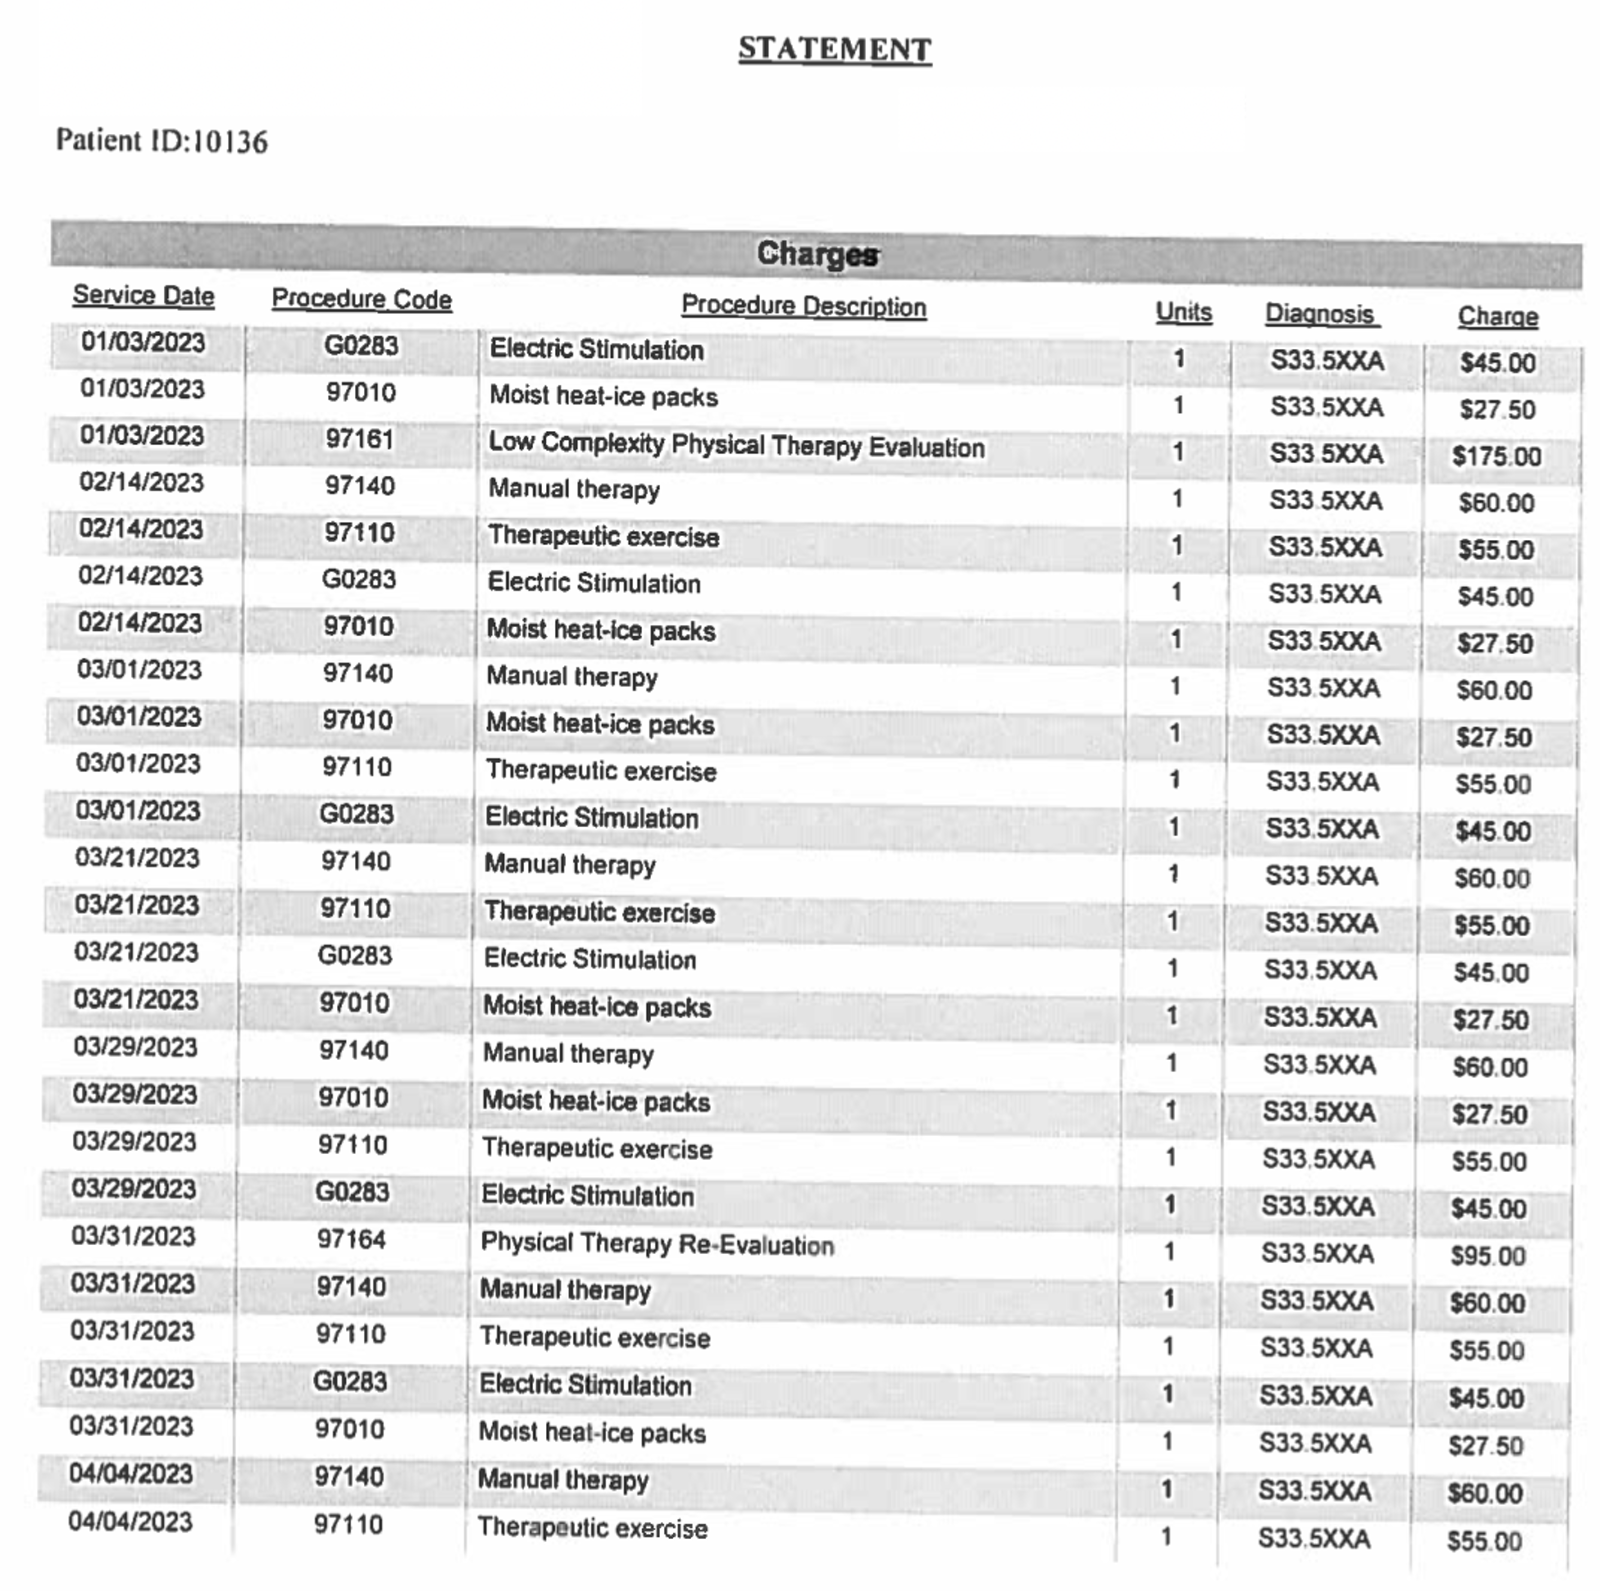 STATEMENT
Patient ID:10136
Charges
Service Date Procedure Code Procedure Description Units Diagnosis Charge
01/03/2023 G0283 Electric Stimulation 1 S33.5XXA $45.00
01/03/2023 97010 Moist heat-ice packs 1 S33.5XXA $27.50
01/03/2023 97161 Low Complexity Physical Therapy Evaluation 1 S33.5XXA $175.00
02/14/2023 97140 Manual therapy 1 S33.5XXA $60.00
02/14/2023 97110 Therapeutic exercise 1 S33.5XXA $55.00
02/14/2023 G0283 Electric Stimulation 1 S33.5XXA $45.00
02/14/2023 97010 Moist heat-ice packs 1 S33.5XXA $27.50
03/01/2023 97140 Manual therapy 1 S33.5XXA $60.00
03/01/2023 97010 Moist heat-ice packs 1 S33.5XXA $27.50
03/01/2023 97110 Therapeutic exercise 1 S33.5XXA $55.00
03/01/2023 G0283 Electric Stimulation 1 S33.5XXA $45.00
03/21/2023 97140 Manual therapy 1 S33.5XXA $60.00
03/21/2023 97110 Therapeutic exercise 1 S33.5XXA $55.00
03/21/2023 G0283 Electric Stimulation 1 S33.5XXA $45.00
03/21/2023 97010 Moist heat-ice packs 1 S33.5XXA $27.50
03/29/2023 97140 Manual therapy 1 S33.5XXA $60.00
03/29/2023 97010 Moist heat-ice packs 1 S33.5XXA $27.50
03/29/2023 97110 Therapeutic exercise 1 S33.5XXA $55.00
03/29/2023 G0283 Electric Stimulation 1 S33.5XXA $45.00
03/31/2023 97164 Physical Therapy Re-Evaluation 1 S33.5XXA $95.00
03/31/2023 97140 Manual therapy 1 S33.5XXA $60.00
03/31/2023 97110 Therapeutic exercise 1 S33.5XXA $55.00
03/31/2023 G0283 Electric Stimulation 1 S33.5XXA $45.00
03/31/2023 97010 Moist heat-ice packs 1 S33.5XXA $27.50
04/04/2023 97140 Manual therapy 1 S33.5XXA $60.00
04/04/2023 97110 Therapeutic exercise 1 S33.5XXA $55.00